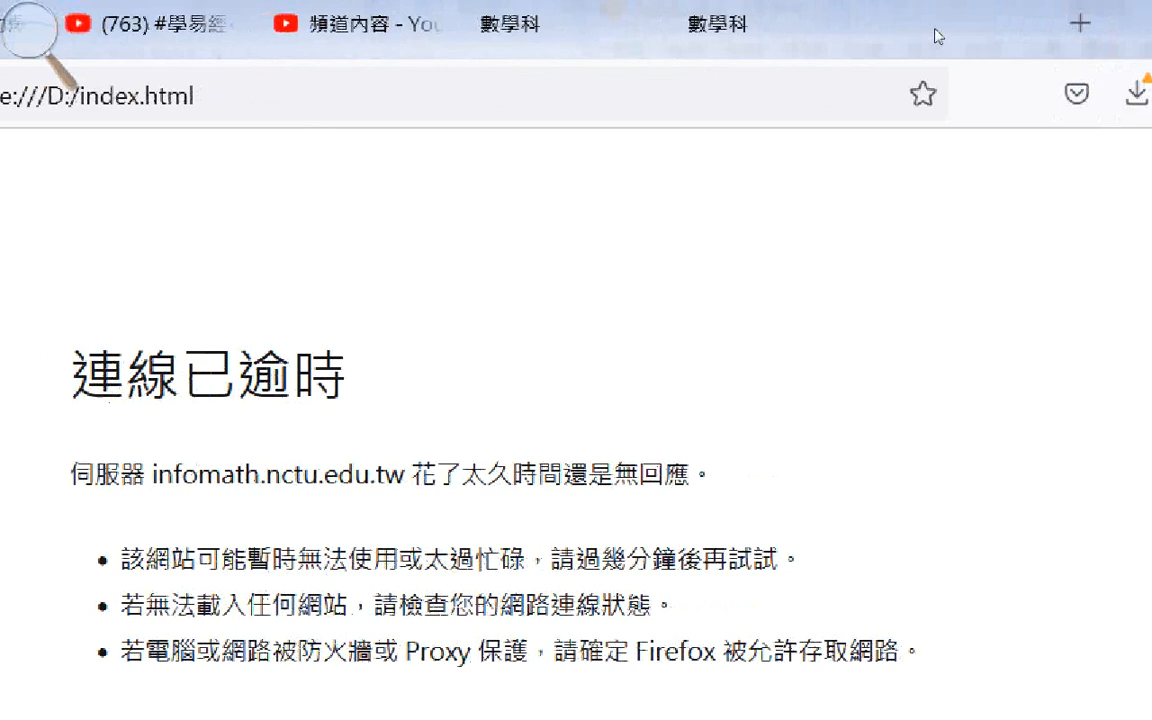 (763) #學易經
頻道內容 - You
數學科
數學科
e:///D:/index.html
連線已逾時
伺服器 infomath.nctu.edu.tw 花了太久時間還是無回應。
• 該網站可能暫時無法使用或太過忙碌，請過幾分鐘後再試試。
• 若無法載入任何網站，請檢查您的網路連線狀態。
• 若電腦或網路被防火牆或 Proxy 保護，請確定 Firefox 被允許存取網路。